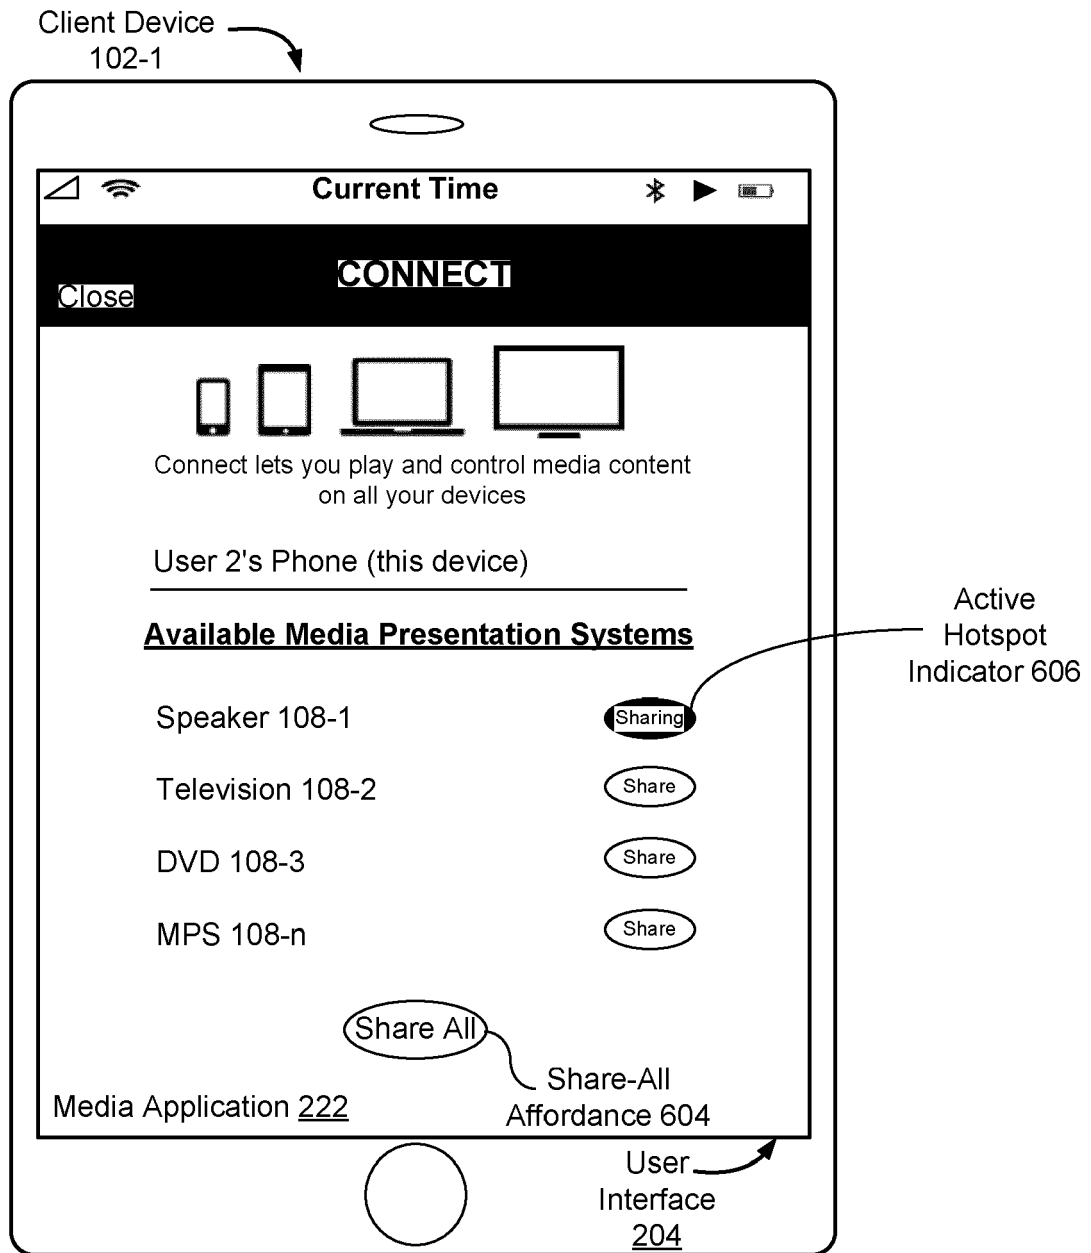 Client Device
102-1
Current Time
CONNECT
Close
Connect lets you play and control media content
on all your devices
User 2's Phone (this device)
Available Media Presentation Systems
Active
Hotspot
Indicator 606
Speaker 108-1
Sharing
Television 108-2
Share
DVD 108-3
Share
MPS 108-n
Share
Share All
Share-All
Affordance 604
Media Application 222
User
Interface
204